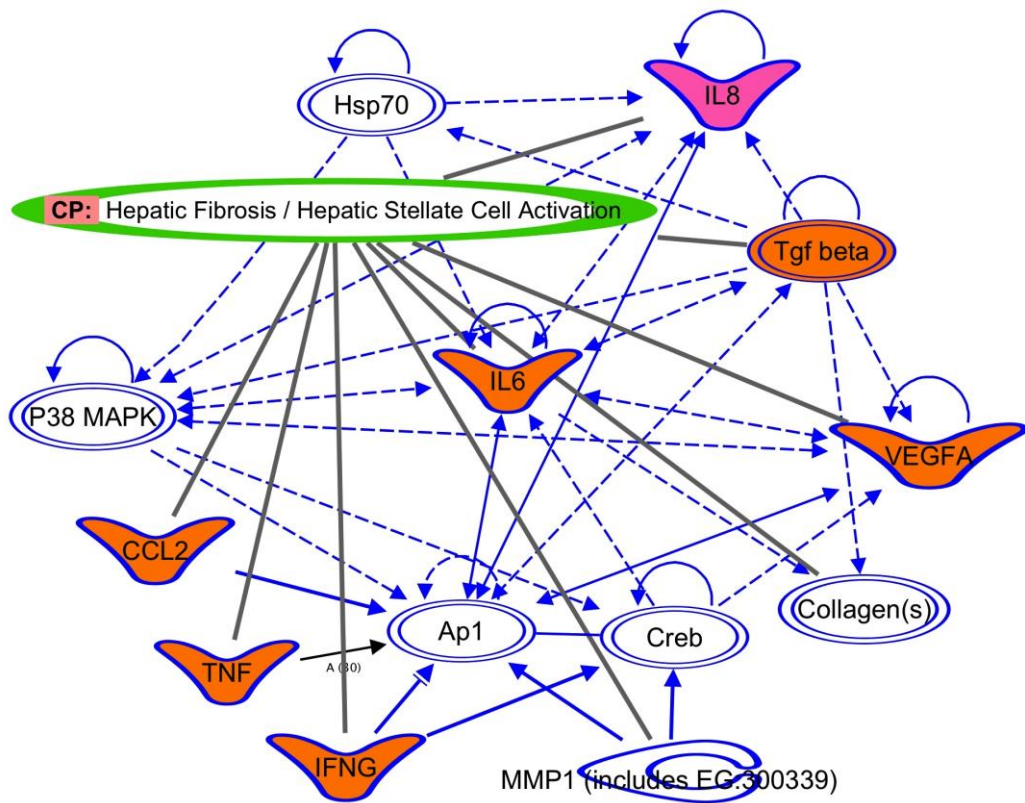 Hsp70
IL8
CP: Hepatic Fibrosis / Hepatic Stellate Cell Activation
Tgf beta
IL6
P38 MAPK
VEGFA
CCL2
Collagen(s)
Ap1
Creb
TNF
A (30)
IFNG
MMP1 (includes EG:300339)